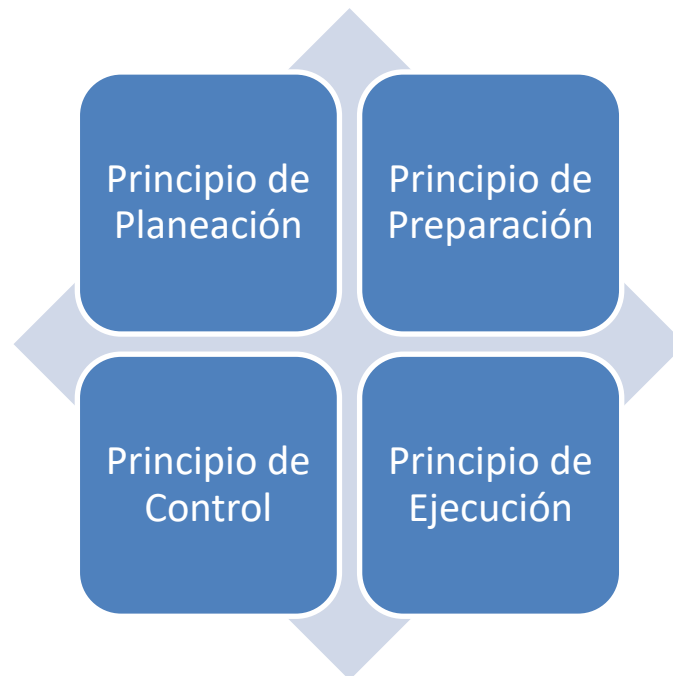 Principio de
Planeación
Principio de
Preparación
Principio de
Control
Principio de
Ejecución